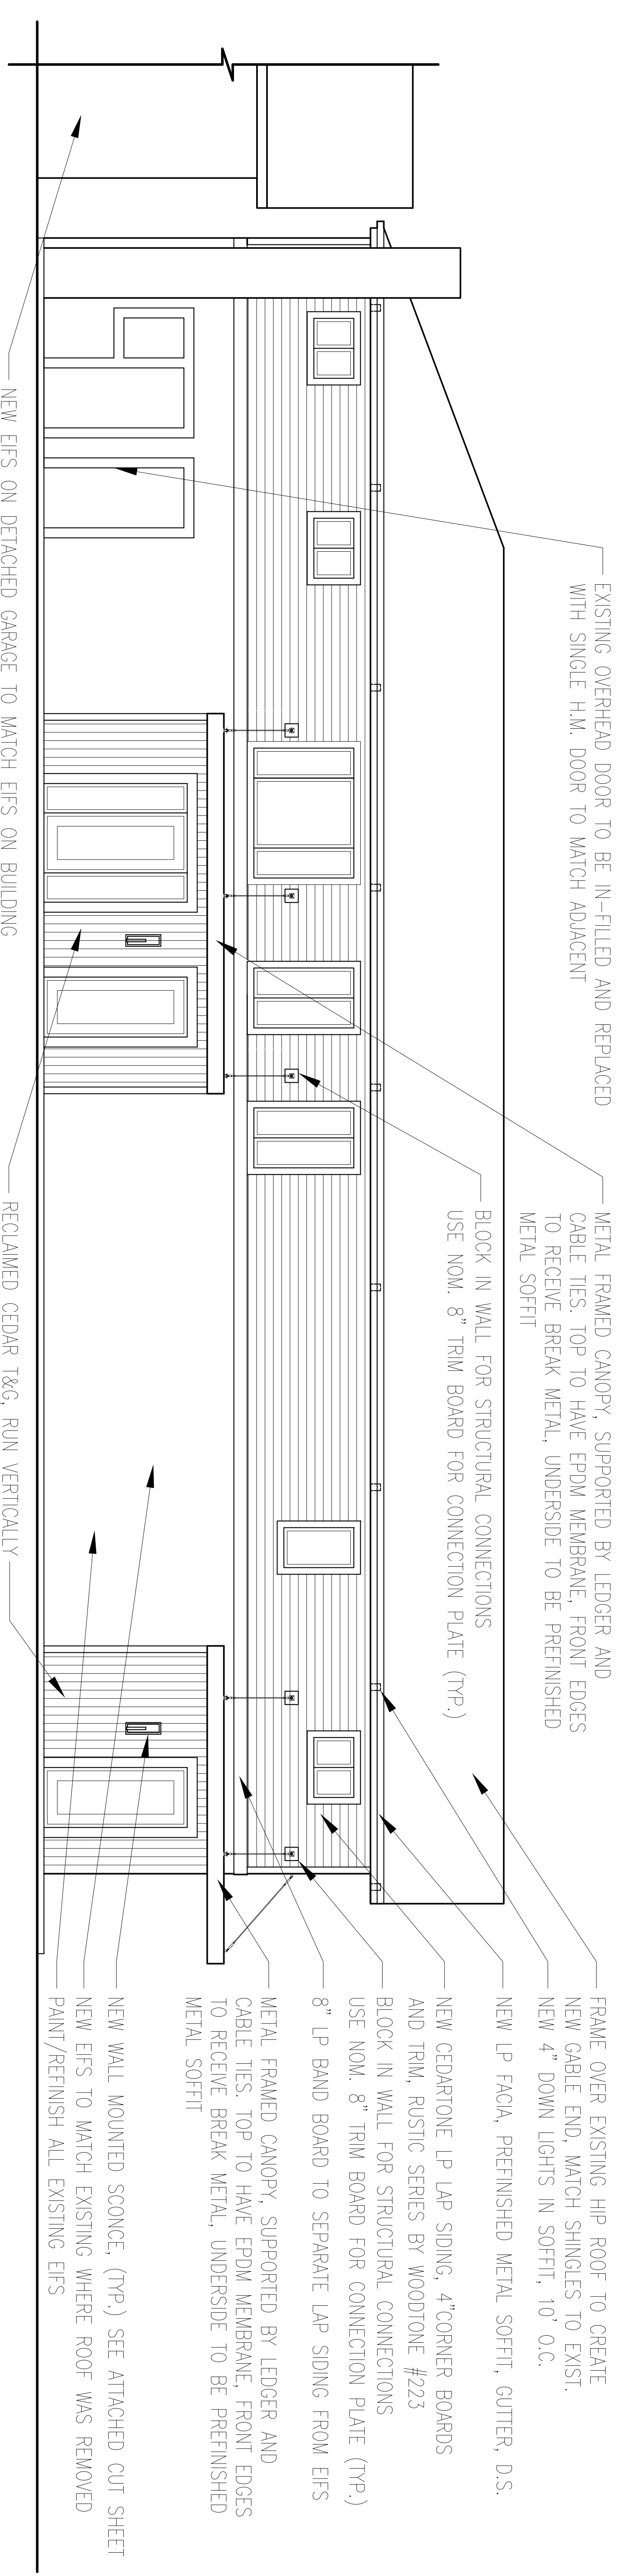 EXISTING OVERHEAD DOOR TO BE IN-FILLED AND REPLACED
WITH SINGLE H.M. DOOR TO MATCH ADJACENT
METAL FRAMED CANOPY, SUPPORTED BY LEDGER AND
CABLE TIES. TOP TO HAVE EPDM MEMBRANE, FRONT EDGES
TO RECEIVE BREAK METAL, UNDERSIDE TO BE PREFINISHED
METAL SOFFIT
BLOCK IN WALL FOR STRUCTURAL CONNECTIONS
USE NOM. 8" TRIM BOARD FOR CONNECTION PLATE (TYP.)
FRAME OVER EXISTING HIP ROOF TO CREATE
NEW GABLE END, MATCH SHINGLES TO EXIST.
NEW 4" DOWN LIGHTS IN SOFFIT, 10' O.C.
NEW LP FACIA, PREFINISHED METAL SOFFIT, GUTTER, D.S.
NEW CEDARTONE LP LAP SIDING, 4"CORNER BOARDS
AND TRIM, RUSTIC SERIES BY WOODTONE #223
BLOCK IN WALL FOR STRUCTURAL CONNECTIONS
USE NOM. 8" TRIM BOARD FOR CONNECTION PLATE (TYP.)
8" LP BAND BOARD TO SEPARATE LAP SIDING FROM EIFS
METAL FRAMED CANOPY, SUPPORTED BY LEDGER AND
CABLE TIES. TOP TO HAVE EPDM MEMBRANE, FRONT EDGES
TO RECEIVE BREAK METAL, UNDERSIDE TO BE PREFINISHED
METAL SOFFIT
NEW WALL MOUNTED SCONCE, (TYP.) SEE ATTACHED CUT SHEET
NEW EIFS TO MATCH EXISTING WHERE ROOF WAS REMOVED
PAINT/REFINISH ALL EXISTING EIFS
NEW EIFS ON DETACHED GARAGE TO MATCH EIFS ON BUILDING
RECLAIMED CEDAR T&G, RUN VERTICALLY